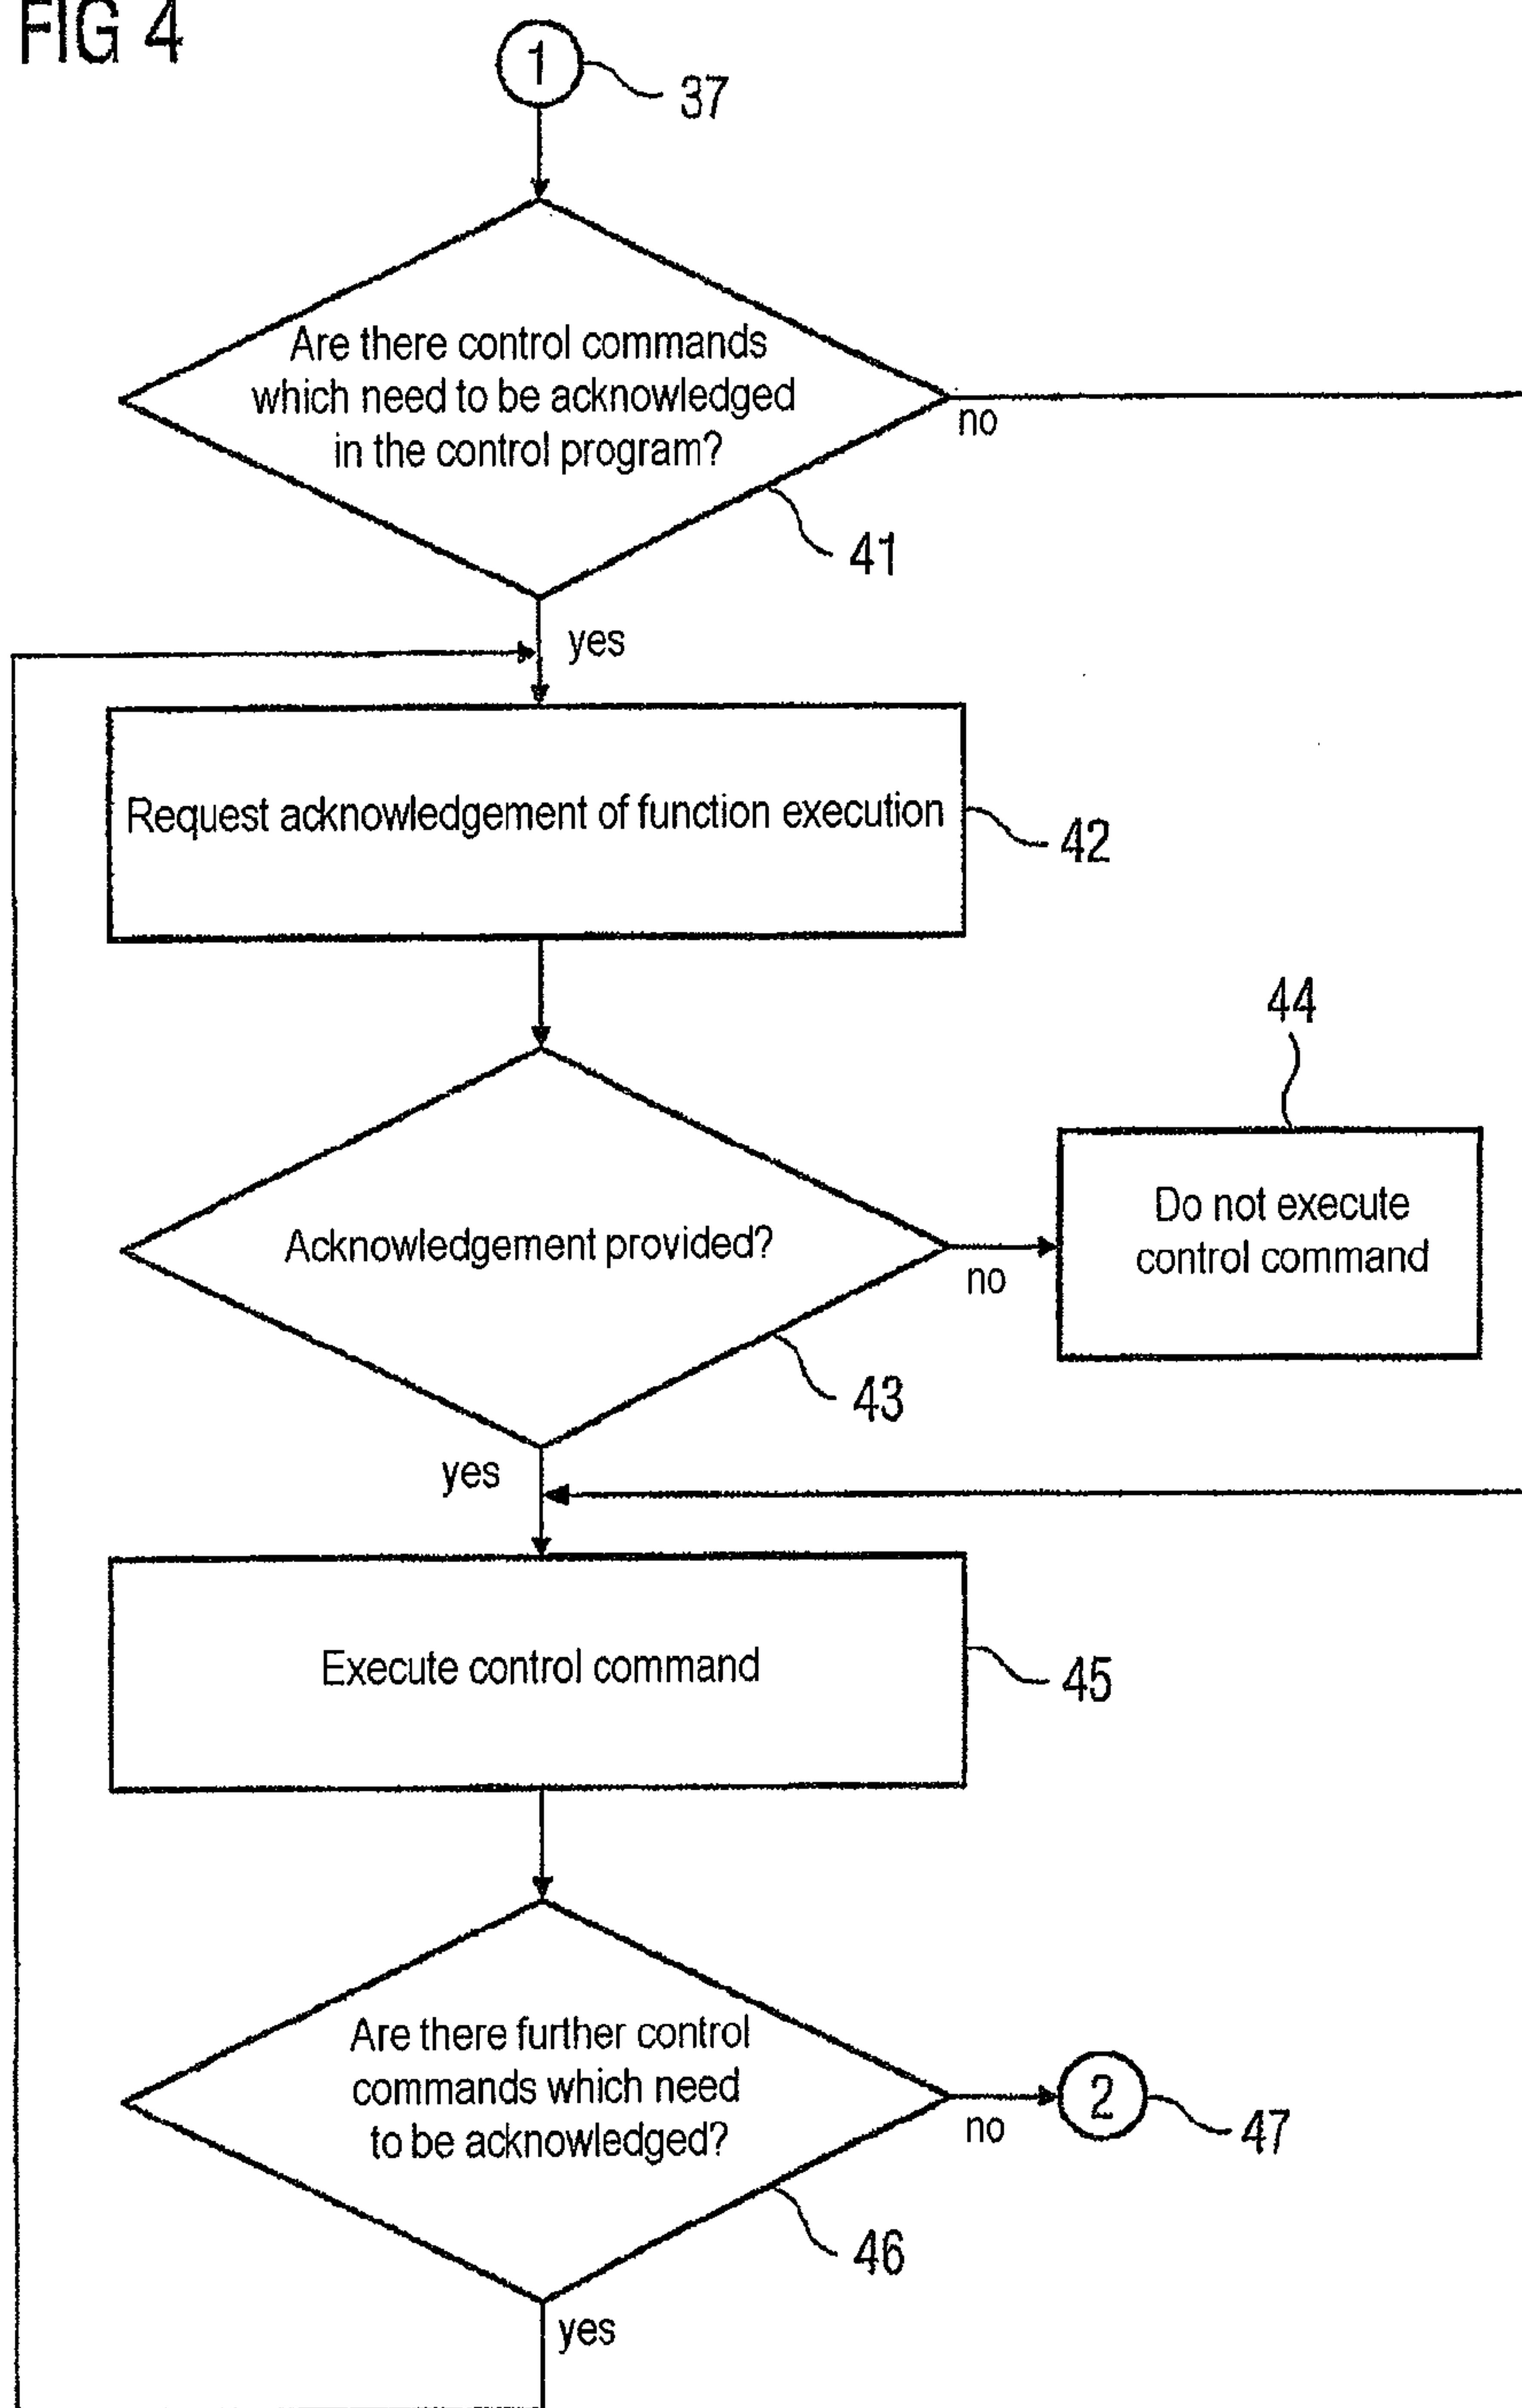 FIG 4
1
37
Are there control commands
which need to be acknowledged
in the control program?
no
41
yes
Request acknowledgement of function execution
42
44
Do not execute
control command
Acknowledgement provided?
no
43
yes
Execute control command
45
Are there further control
commands which need
to be acknowledged?
no
2
47
46
yes